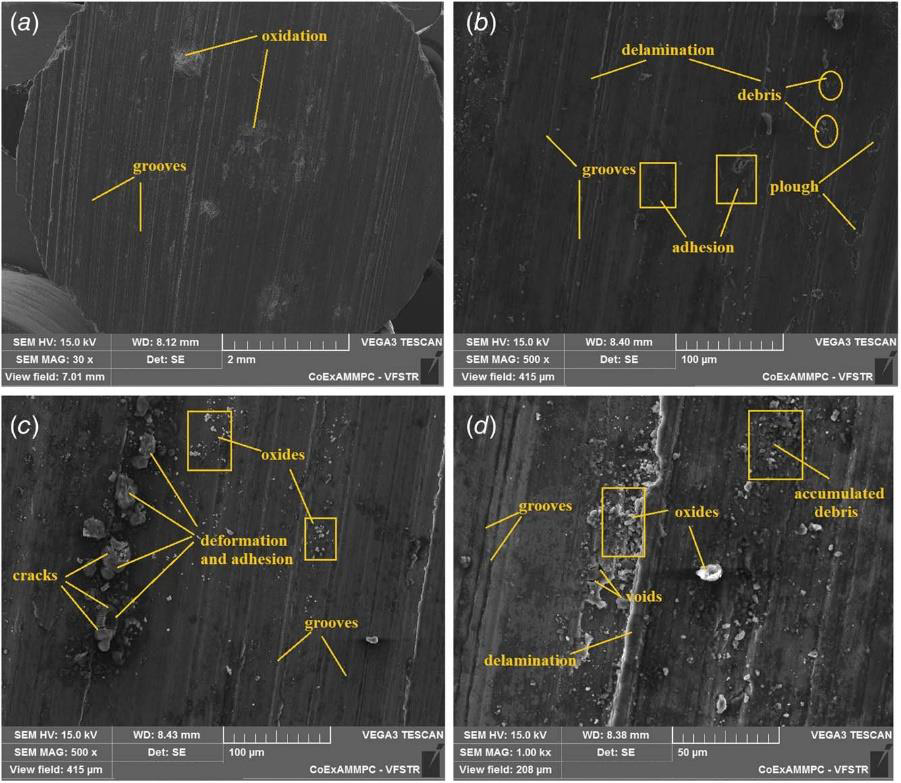 (a)
oxidation
grooves
SEM HV: 15.0 kV WD: 8.12 mm VEGA3 TESCAN
SEM MAG: 30 x Det: SE 2 mm
View field: 7.01 mm CoExAMMPC - VFSTR
(b)
delamination
debris
grooves
plough
adhesion
SEM HV: 15.0 kV WD: 8.40 mm VEGA3 TESCAN
SEM MAG: 500 x Det: SE 100 µm
View field: 415 µm CoExAMMPC - VFSTR
(c)
oxides
deformation
and adhesion
cracks
grooves
SEM HV: 15.0 kV WD: 8.43 mm VEGA3 TESCAN
SEM MAG: 500 x Det: SE 100 µm
View field: 415 µm CoExAMMPC - VFSTR
(d)
grooves
oxides
accumulated
debris
voids
delamination
SEM HV: 15.0 kV WD: 8.38 mm VEGA3 TESCAN
SEM MAG: 1.00 kx Det: SE 50 µm
View field: 208 µm CoExAMMPC - VFSTR